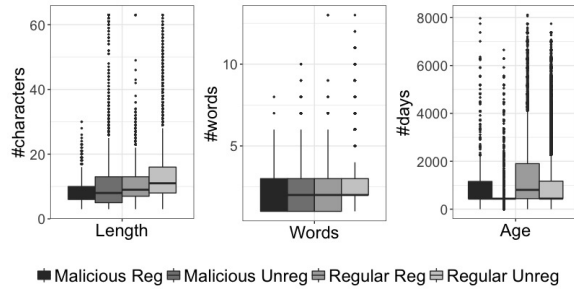 #characters
60
40
20
0
Length
#words
10
5
Words
#days
8000
6000
4000
2000
0
Age
Malicious Reg Malicious Unreg Regular Reg Regular Unreg